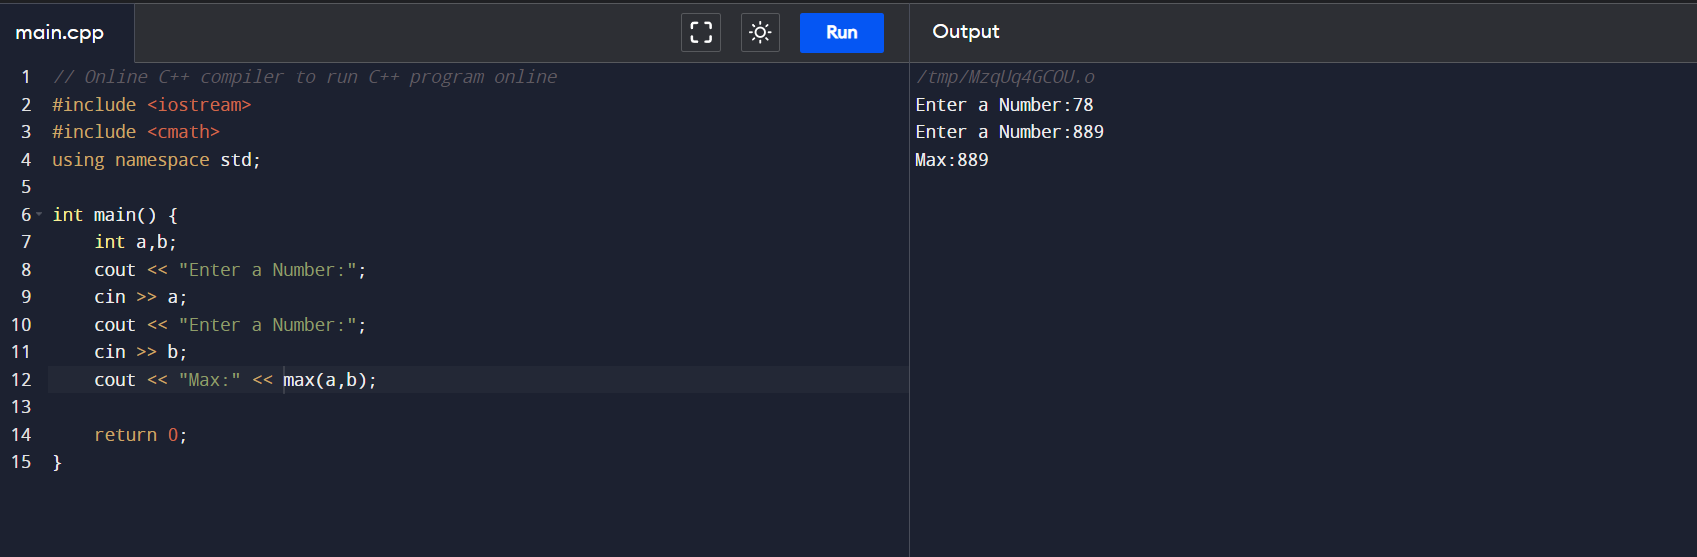 main.cpp
Run
Output
1 // Online C++ compiler to run C++ program online
2 #include <iostream>
3 #include <cmath>
4 using namespace std;
5
6 int main() {
7     int a,b;
8     cout << "Enter a Number:";
9     cin >> a;
10     cout << "Enter a Number:";
11     cin >> b;
12     cout << "Max:" << max(a,b);
13
14     return 0;
15 }
/tmp/MzqUq4GCOU.o
Enter a Number:78
Enter a Number:889
Max:889